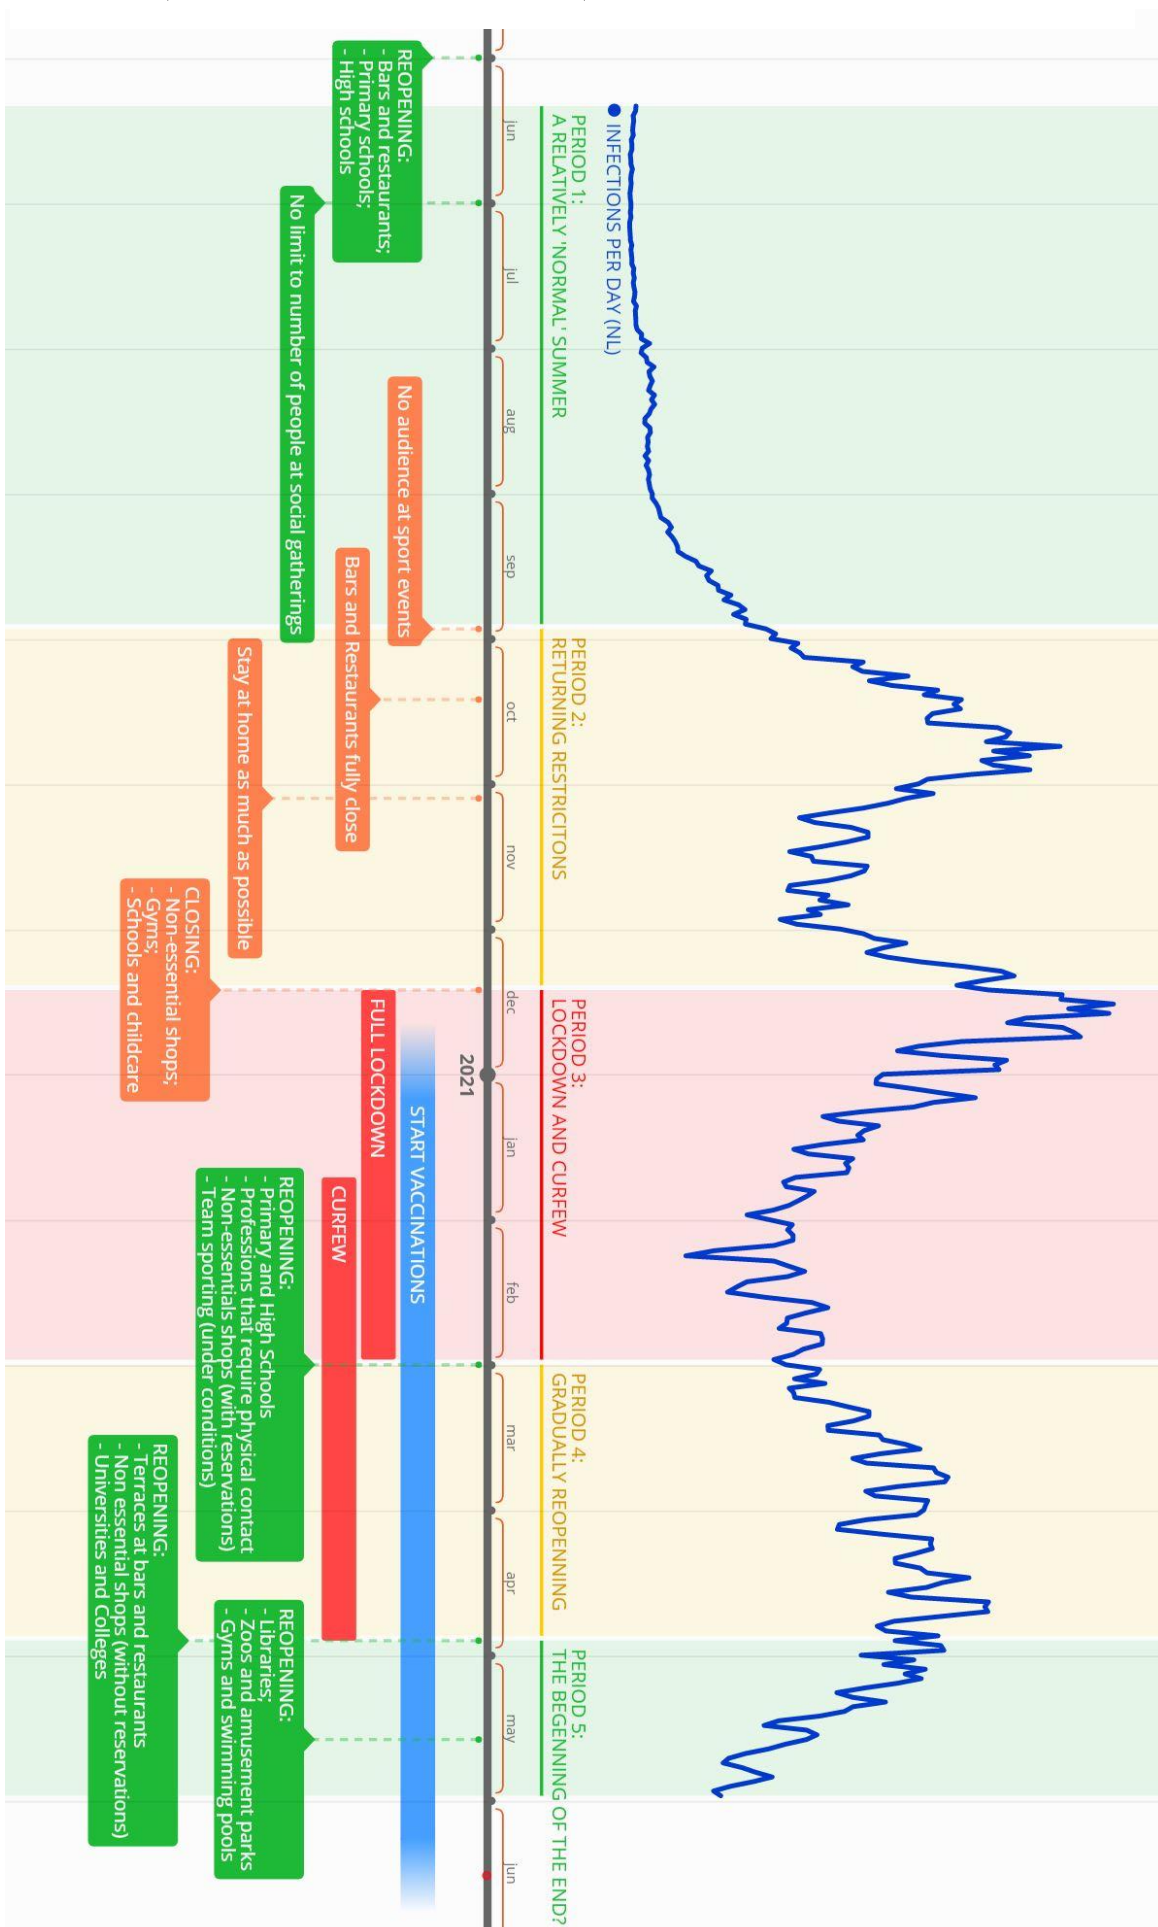 INFECTIONS PER DAY (NL)
PERIOD 1:
A RELATIVELY 'NORMAL' SUMMER
PERIOD 2:
RETURNING RESTRICITONS
PERIOD 3:
LOCKDOWN AND CURFEW
PERIOD 4:
GRADUALLY REOPENNING
PERIOD 5:
THE BEGENNING OF THE END?
jun
jul
aug
sep
oct
nov
dec
jan
feb
mar
apr
may
jun
2021
REOPENING:
- Bars and restaurants;
- Primary schools;
- High schools
No limit to number of people at social gatherings
No audience at sport events
Bars and Restaurants fully close
Stay at home as much as possible
CLOSING:
- Non-essential shops;
- Gyms;
- Schools and childcare
START VACCINATIONS
FULL LOCKDOWN
CURFEW
REOPENING:
- Primary and High Schools
- Professions that require physical contact
- Non-essentials shops (with reservations)
- Team sporting (under conditions)
REOPENING:
- Terraces at bars and restaurants
- Non essential shops (without reservations)
- Universities and Colleges
REOPENING:
- Libraries;
- Zoos and amusement parks
- Gyms and swimming pools